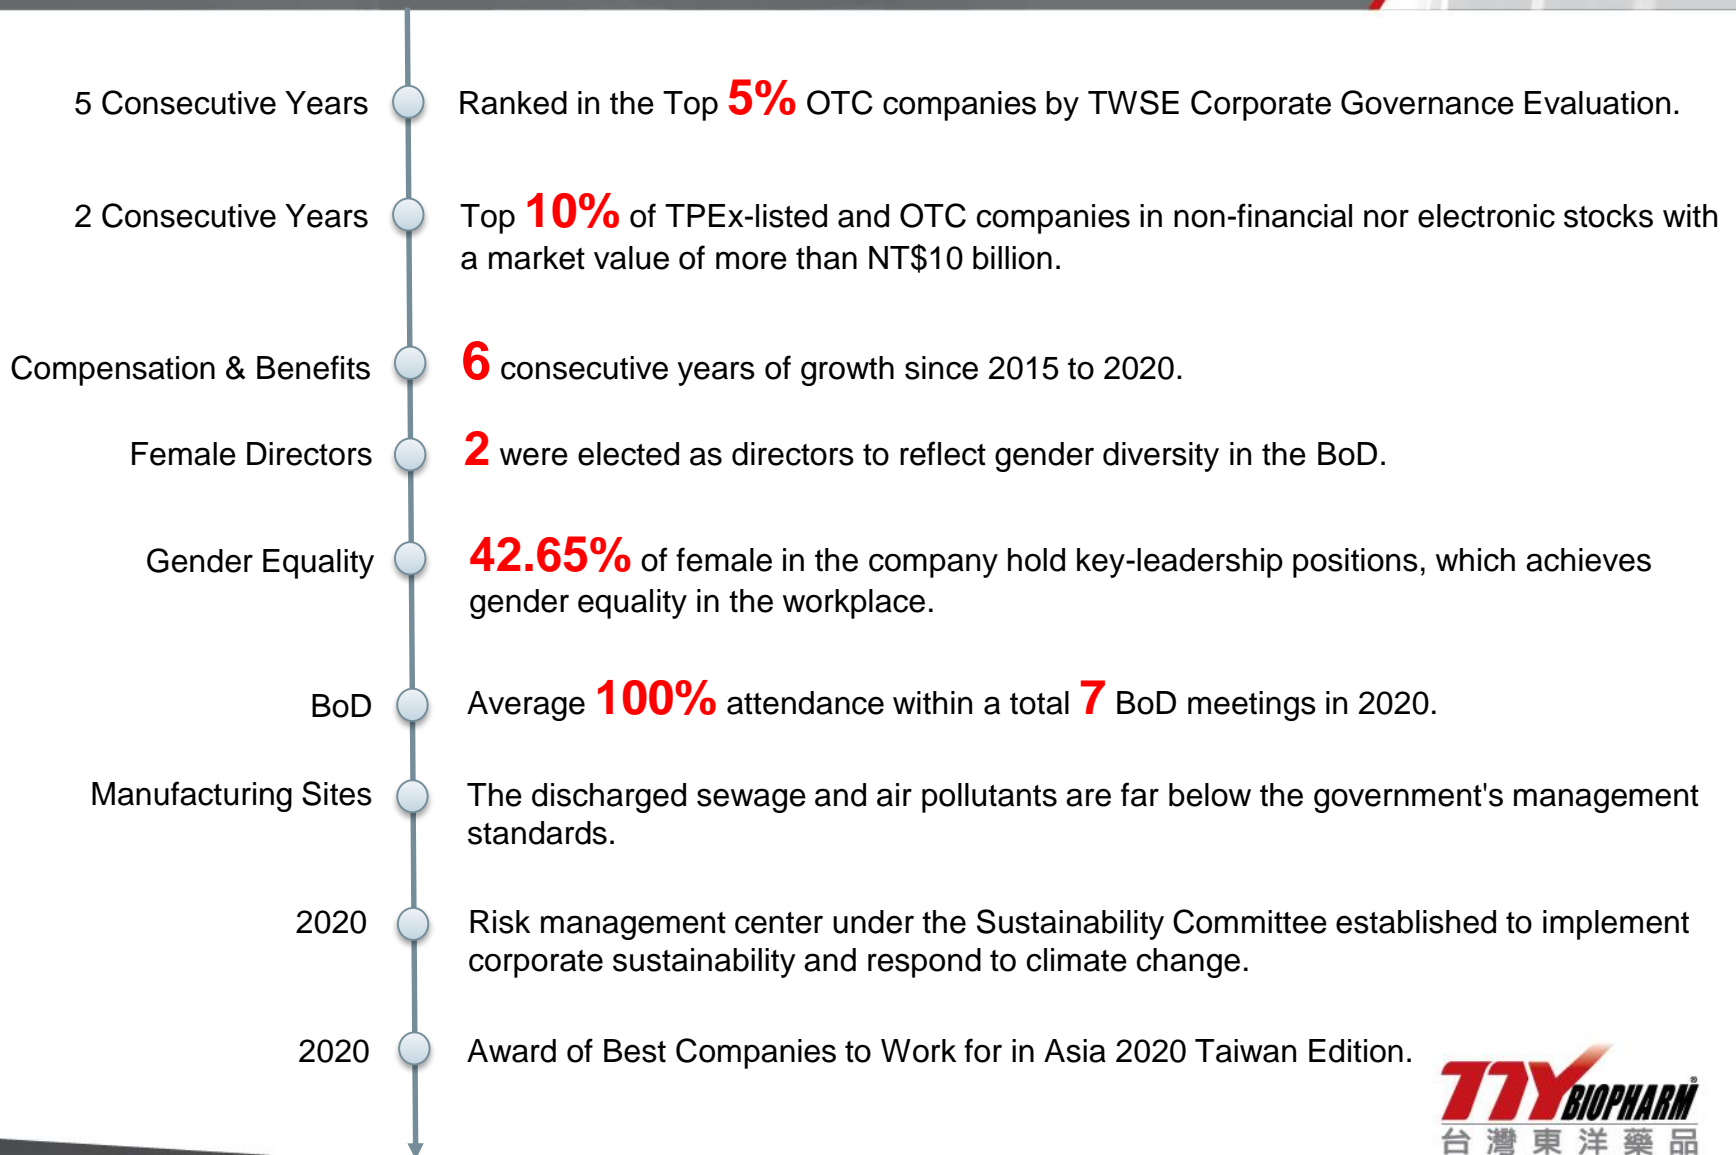 5 Consecutive Years
Ranked in the Top 5% OTC companies by TWSE Corporate Governance Evaluation.
2 Consecutive Years
Top 10% of TPEx-listed and OTC companies in non-financial nor electronic stocks with
a market value of more than NT$10 billion.
Compensation & Benefits
6 consecutive years of growth since 2015 to 2020.
Female Directors
2 were elected as directors to reflect gender diversity in the BoD.
Gender Equality
42.65% of female in the company hold key-leadership positions, which achieves
gender equality in the workplace.
BoD
Average 100% attendance within a total 7 BoD meetings in 2020.
Manufacturing Sites
The discharged sewage and air pollutants are far below the government's management
standards.
2020
Risk management center under the Sustainability Committee established to implement
corporate sustainability and respond to climate change.
2020
Award of Best Companies to Work for in Asia 2020 Taiwan Edition.
TTY BIOPHARM®
台灣東洋藥品